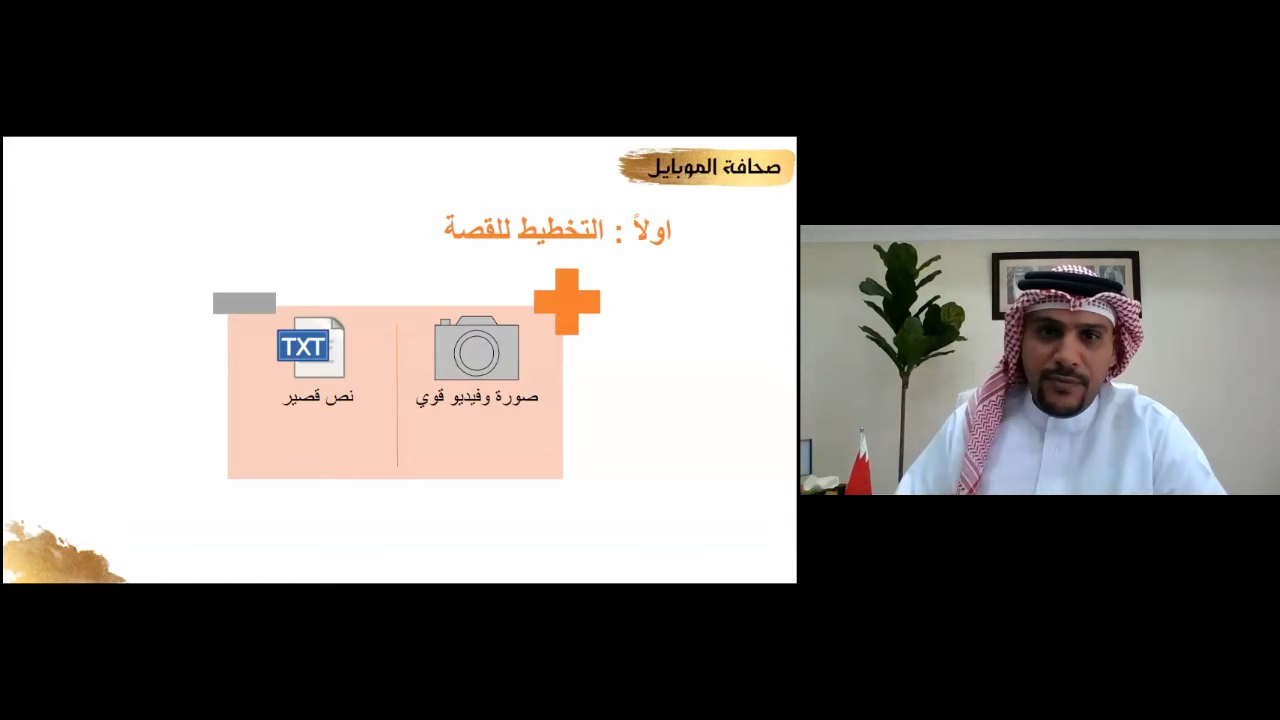 صحافة الموبايل
اولاً : التخطيط للقصة
صورة وفيديو قوي
TXT
نص قصير